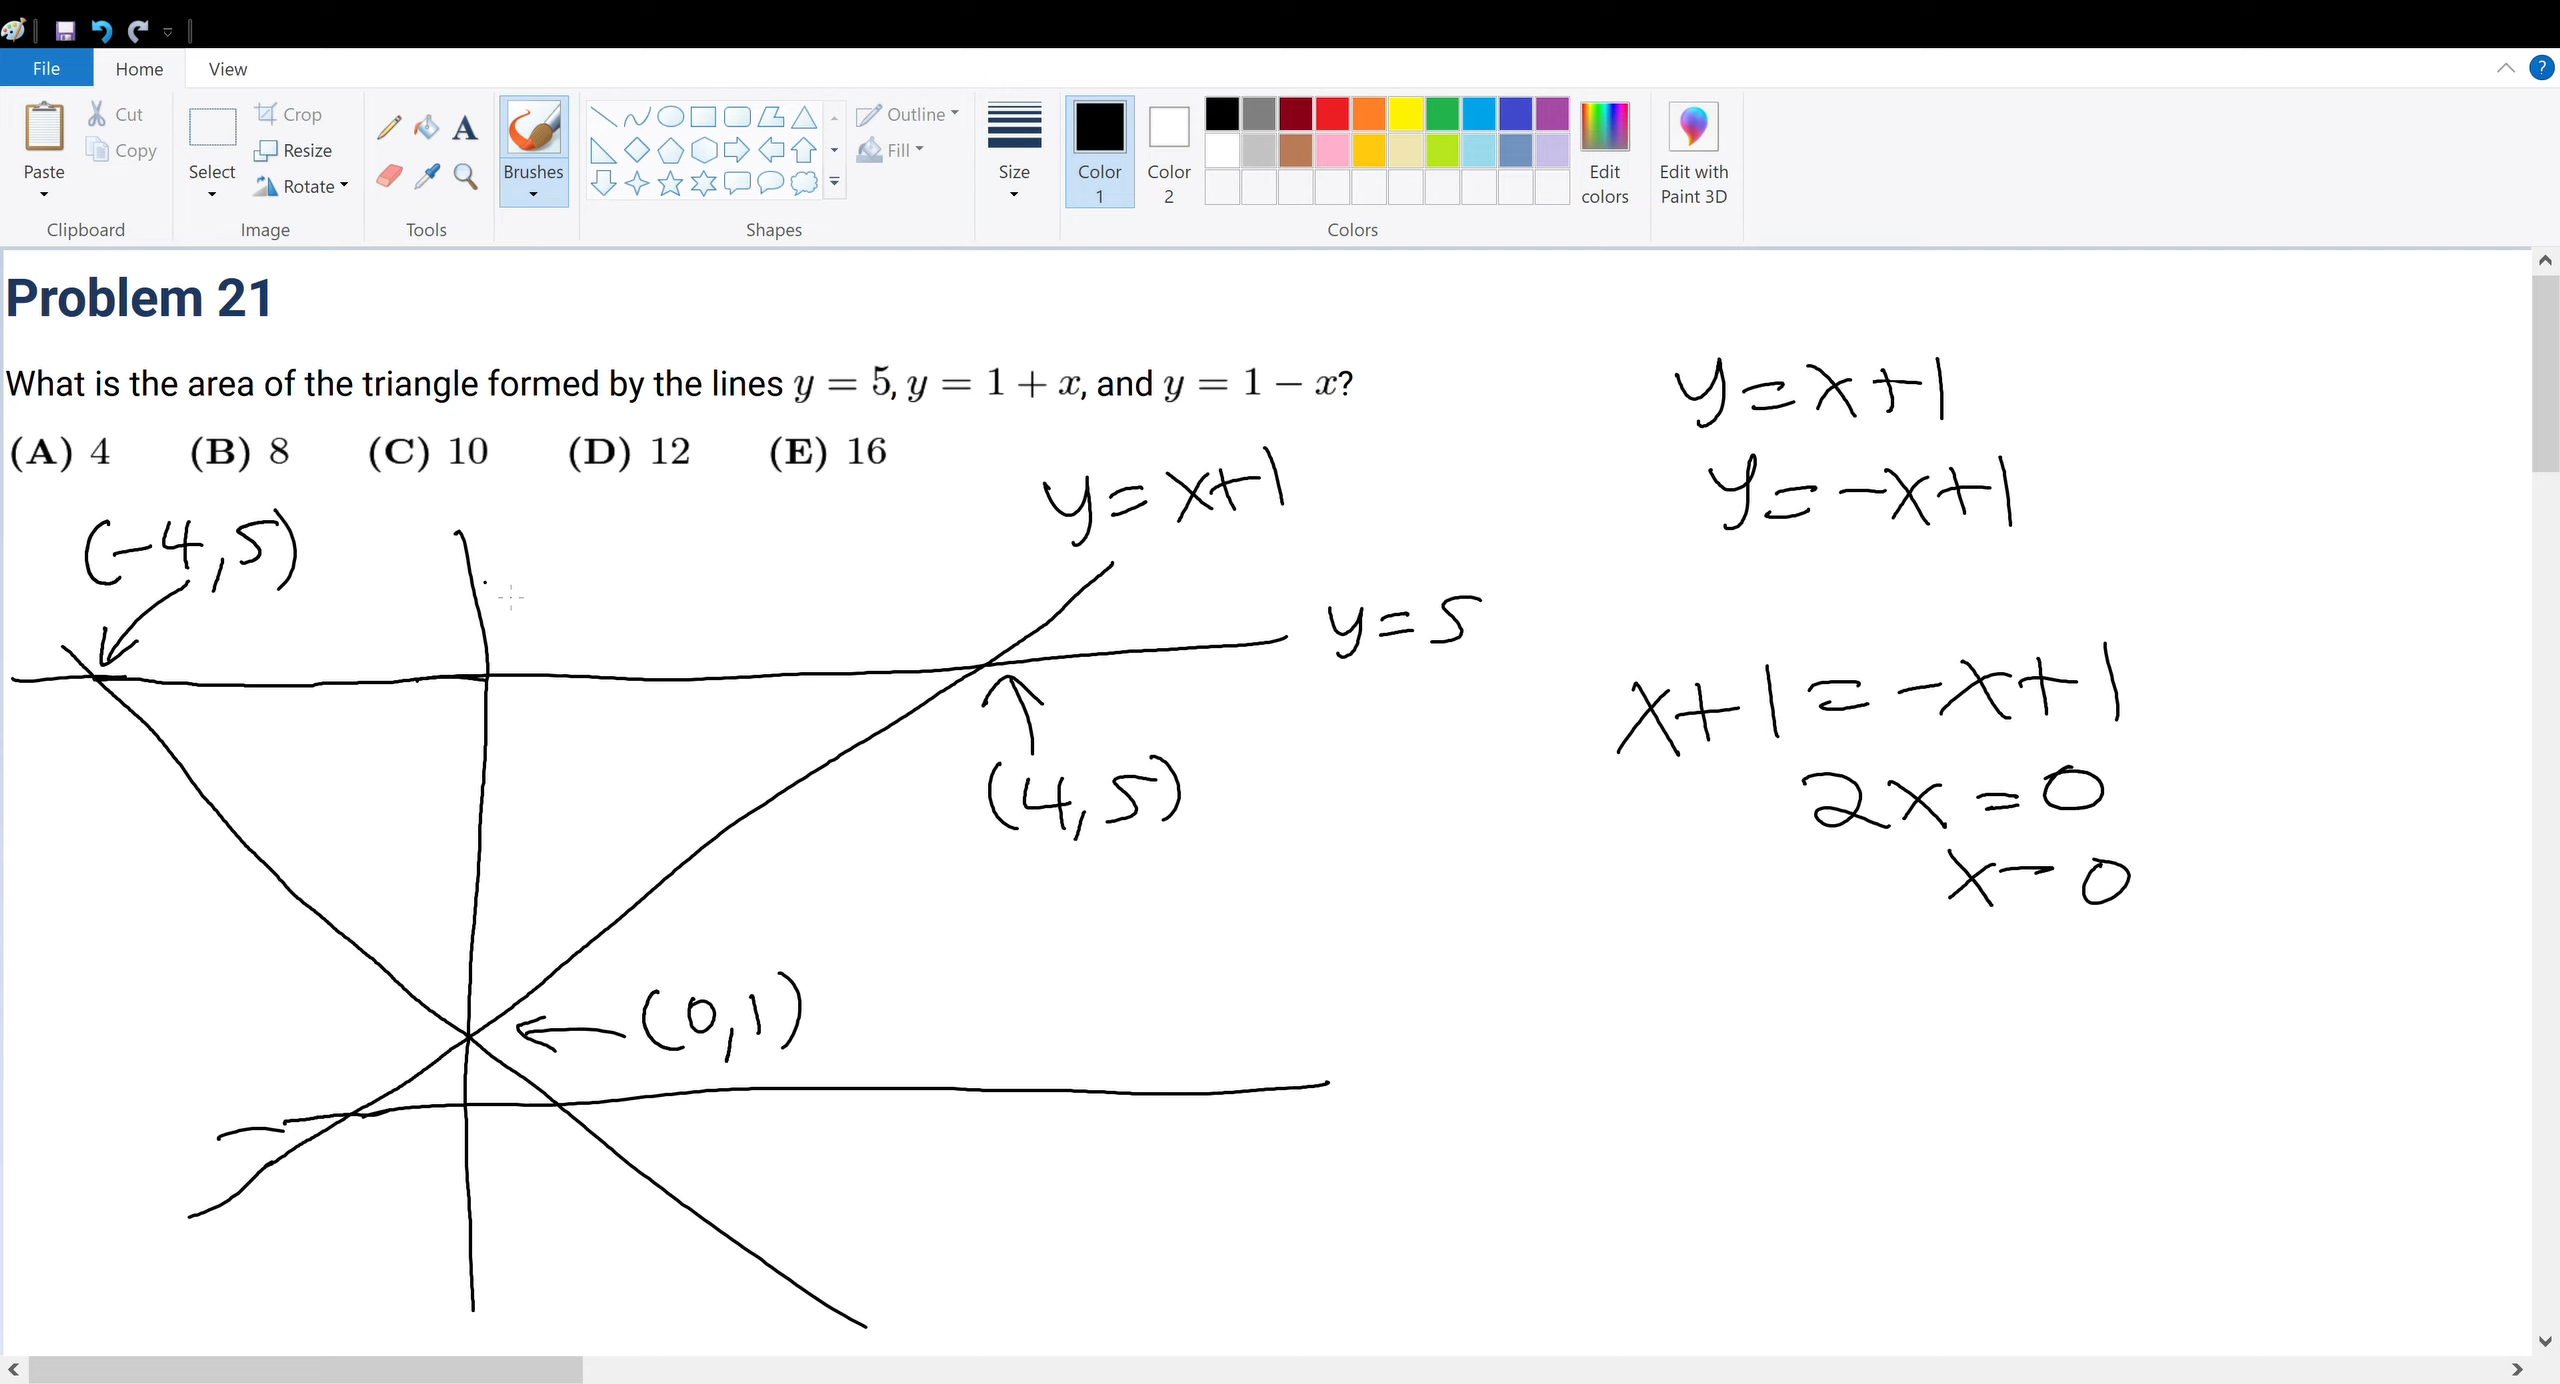 File Home View
Cut
Copy
Paste
Clipboard
Crop
Resize
Rotate
Select
Image
A
Tools
Brushes
Outline
Fill
Shapes
Size
Color 1
Color 2
Edit colors
Colors
Edit with Paint 3D
?
Problem 21
What is the area of the triangle formed by the lines y = 5, y = 1 + x, and y = 1 − x?
(A) 4 (B) 8 (C) 10 (D) 12 (E) 16
(-4,5)
y=x+1
y=5
(4,5)
(0,1)
y=x+1
y=-x+1
x+1=-x+1
2x=0
x-0